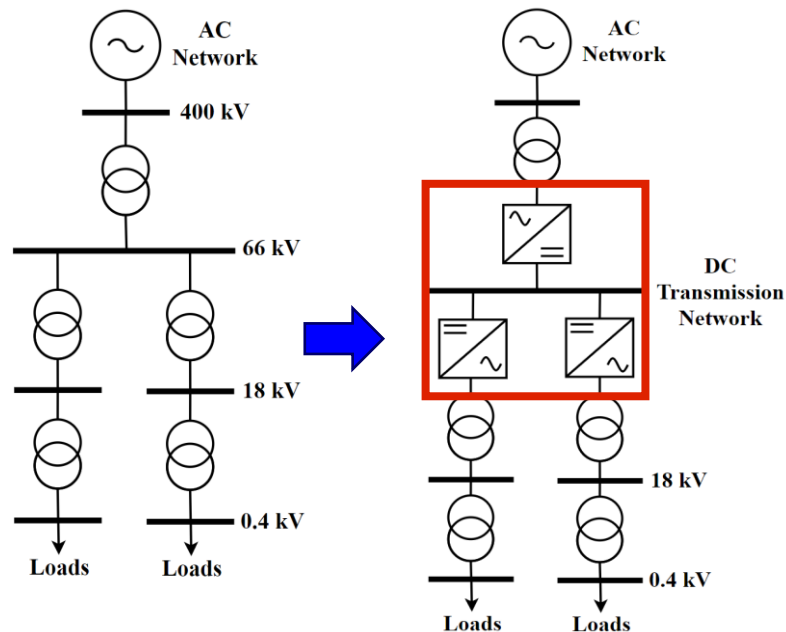 AC
Network
400 kV
66 kV
18 kV
0.4 kV
Loads
Loads
AC
Network
DC
Transmission
Network
18 kV
0.4 kV
Loads
Loads